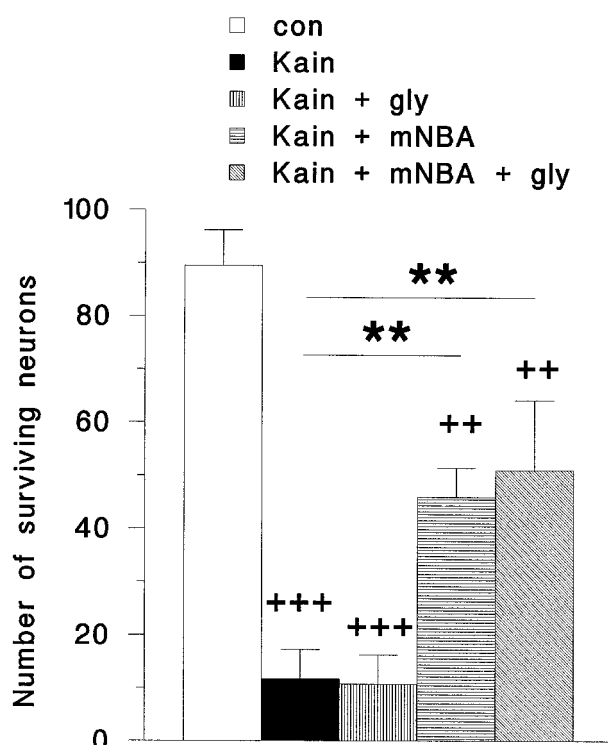 con
Kain
Kain + gly
Kain + mNBA
Kain + mNBA + gly
Number of surviving neurons
100
80
60
40
20
0
**
**
++
++
+++
+++